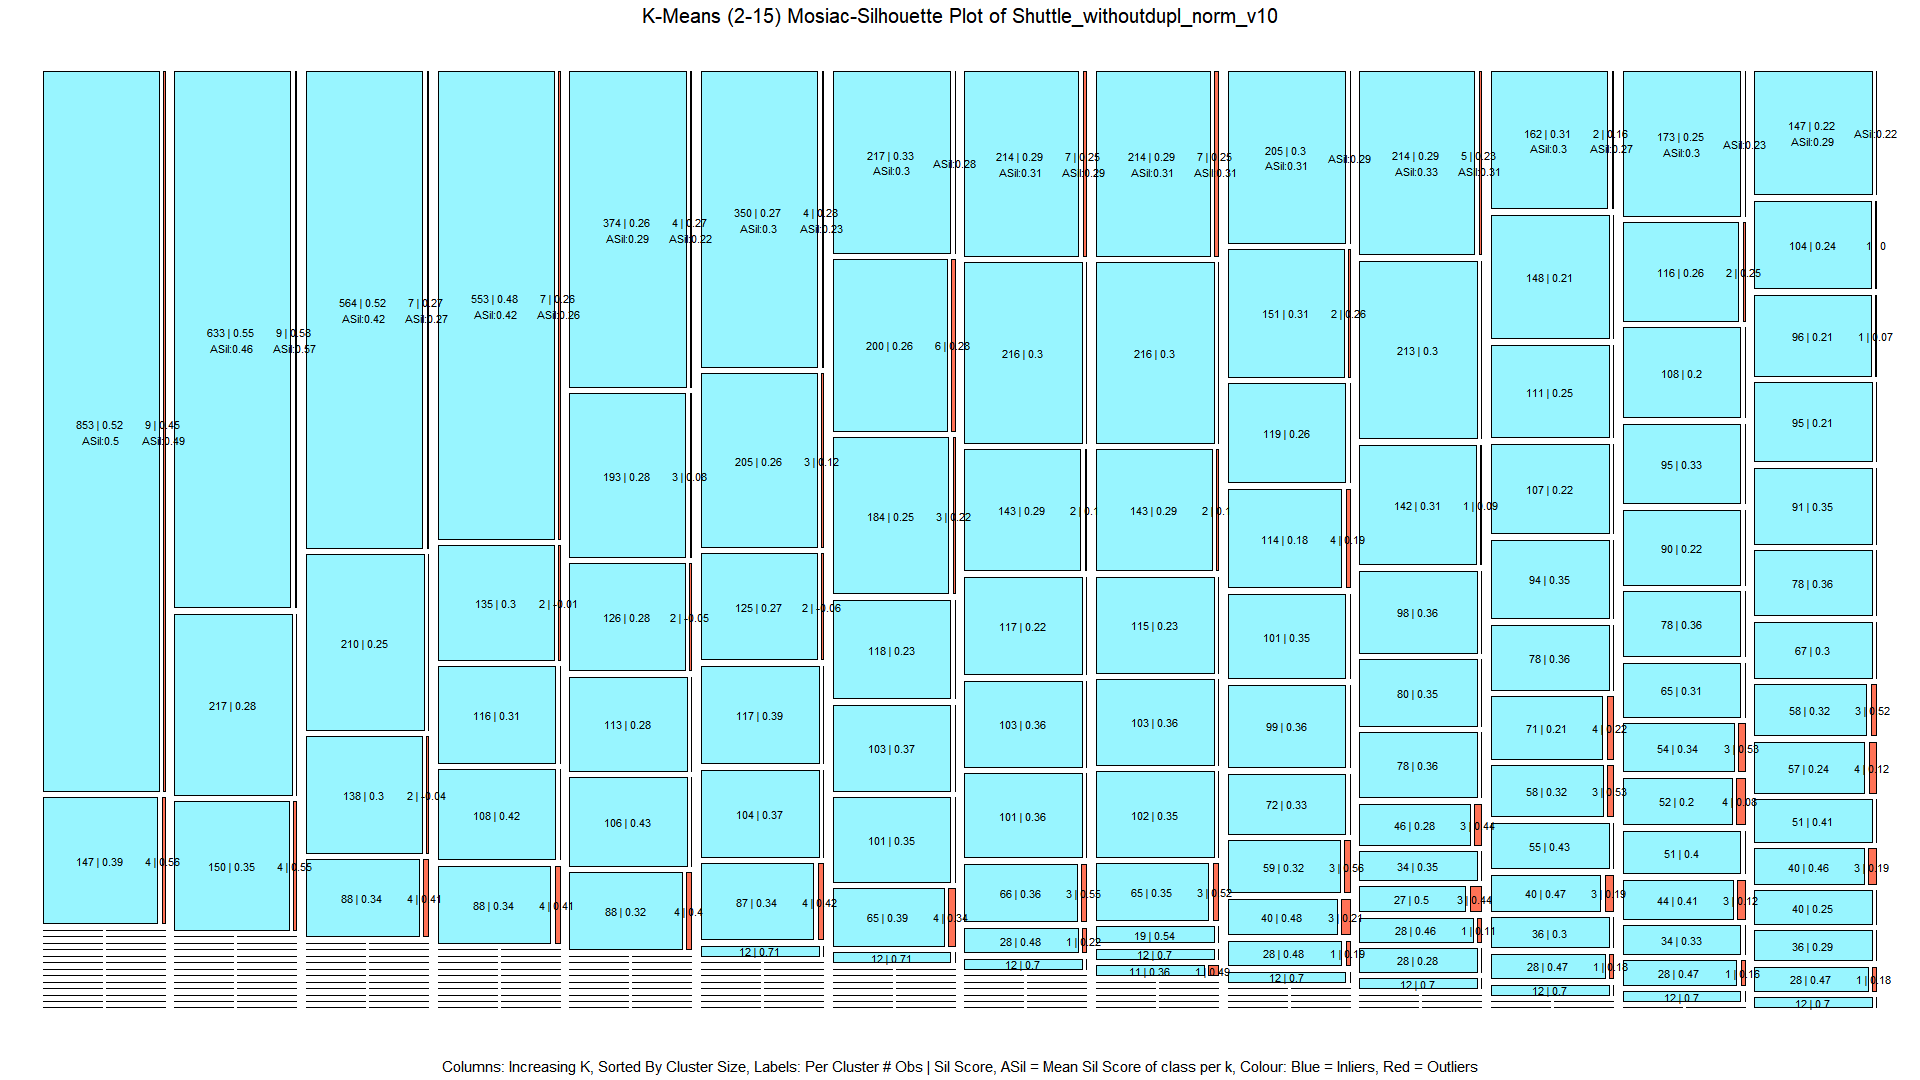 K-Means (2-15) Mosiac-Silhouette Plot of Shuttle_withoutdupl_norm_v10
853 | 0.52
ASil:0.5
9 | 0.45
ASil:0.49
147 | 0.39
4 | 0.56
633 | 0.55
ASil:0.46
9 | 0.58
ASil:0.57
217 | 0.28
150 | 0.35
4 | 0.55
564 | 0.52
ASil:0.42
7 | 0.27
ASil:0.27
210 | 0.25
138 | 0.3
2 | -0.04
88 | 0.34
4 | 0.41
553 | 0.48
ASil:0.42
7 | 0.26
ASil:0.26
135 | 0.3
2 | -0.01
116 | 0.31
108 | 0.42
88 | 0.34
4 | 0.41
374 | 0.26
ASil:0.29
4 | 0.27
ASil:0.22
193 | 0.28
3 | 0.08
126 | 0.28
2 | -0.05
113 | 0.28
106 | 0.43
88 | 0.32
4 | 0.4
350 | 0.27
ASil:0.3
4 | 0.28
ASil:0.23
205 | 0.26
3 | 0.12
125 | 0.27
2 | -0.06
117 | 0.39
104 | 0.37
87 | 0.34
4 | 0.42
12 | 0.71
217 | 0.33
ASil:0.3
ASil:0.28
200 | 0.26
6 | 0.28
184 | 0.25
3 | 0.22
118 | 0.23
103 | 0.37
101 | 0.35
65 | 0.39
4 | 0.34
12 | 0.71
214 | 0.29
ASil:0.31
7 | 0.25
ASil:0.29
216 | 0.3
143 | 0.29
2 | 0.1
117 | 0.22
103 | 0.36
101 | 0.36
66 | 0.36
3 | 0.55
28 | 0.48
1 | 0.22
12 | 0.7
214 | 0.29
ASil:0.31
7 | 0.25
ASil:0.31
216 | 0.3
143 | 0.29
2 | 0.1
115 | 0.23
103 | 0.36
102 | 0.35
65 | 0.35
3 | 0.52
19 | 0.54
12 | 0.7
11 | 0.36
1 | 0.49
205 | 0.3
ASil:0.31
ASil:0.29
151 | 0.31
2 | 0.26
119 | 0.26
114 | 0.18
4 | 0.19
101 | 0.35
99 | 0.36
72 | 0.33
59 | 0.32
3 | 0.56
40 | 0.48
3 | 0.21
28 | 0.48
1 | 0.19
12 | 0.7
214 | 0.29
ASil:0.33
5 | 0.23
ASil:0.31
213 | 0.3
142 | 0.31
1 | 0.09
98 | 0.36
80 | 0.35
78 | 0.36
46 | 0.28
3 | 0.44
34 | 0.35
27 | 0.5
3 | 0.44
28 | 0.46
1 | 0.11
28 | 0.28
12 | 0.7
162 | 0.31
ASil:0.3
2 | 0.16
ASil:0.27
148 | 0.21
111 | 0.25
107 | 0.22
94 | 0.35
78 | 0.36
71 | 0.21
4 | 0.22
58 | 0.32
3 | 0.53
55 | 0.43
40 | 0.47
3 | 0.19
36 | 0.3
28 | 0.47
1 | 0.18
12 | 0.7
173 | 0.25
ASil:0.3
ASil:0.23
116 | 0.26
2 | 0.25
108 | 0.2
95 | 0.33
90 | 0.22
78 | 0.36
65 | 0.31
54 | 0.34
3 | 0.53
52 | 0.2
4 | 0.08
51 | 0.4
44 | 0.41
3 | 0.12
34 | 0.33
28 | 0.47
1 | 0.16
12 | 0.7
147 | 0.22
ASil:0.29
ASil:0.22
104 | 0.24
1 | 0
96 | 0.21
1 | 0.07
95 | 0.21
91 | 0.35
78 | 0.36
67 | 0.3
58 | 0.32
3 | 0.52
57 | 0.24
4 | 0.12
51 | 0.41
40 | 0.46
3 | 0.19
40 | 0.25
36 | 0.29
28 | 0.47
1 | 0.18
12 | 0.7
Columns: Increasing K, Sorted By Cluster Size, Labels: Per Cluster # Obs | Sil Score, ASil = Mean Sil Score of class per k, Colour: Blue = Inliers, Red = Outliers